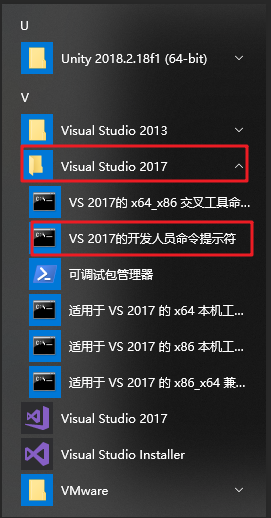 U
Unity 2018.2.18f1 (64-bit)
V
Visual Studio 2013
Visual Studio 2017
VS 2017的 x64_x86 交叉工具命...
VS 2017的开发人员命令提示符
可调试包管理器
适用于 VS 2017 的 x64 本机工...
适用于 VS 2017 的 x86 本机工...
适用于 VS 2017 的 x86_x64 兼...
Visual Studio 2017
Visual Studio Installer
VMware